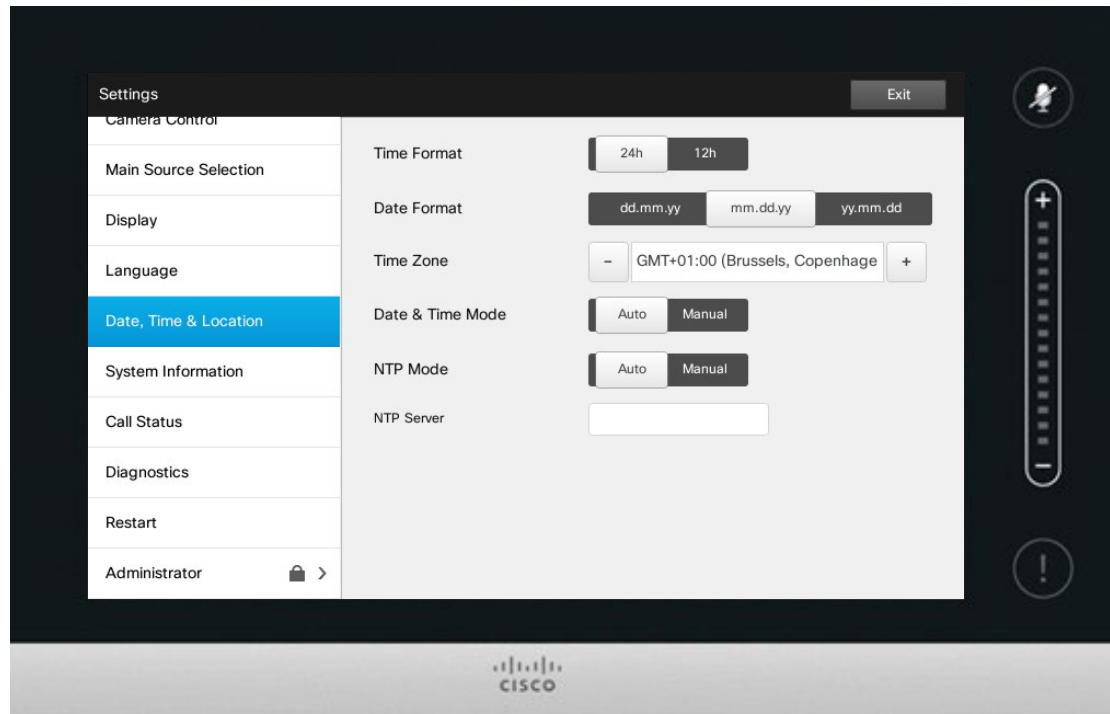 Settings
Exit
Camera Control
Main Source Selection
Display
Language
Date, Time & Location
System Information
Call Status
Diagnostics
Restart
Administrator
Time Format
24h 12h
Date Format
dd.mm.yy mm.dd.yy yy.mm.dd
Time Zone
- GMT+01:00 (Brussels, Copenhage +
Date & Time Mode
Auto Manual
NTP Mode
Auto Manual
NTP Server
+
-
!
CISCO